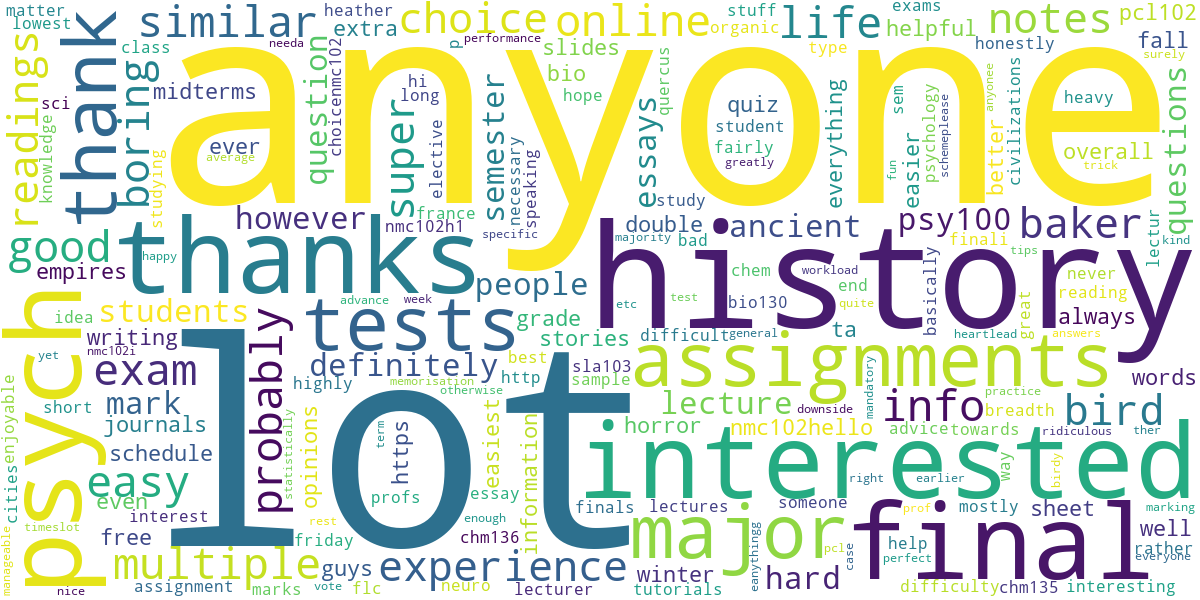 matter
lowest
readings
sci
knowledge
thank
class
boring
studying
similar
midterms
ever
average
anyone
needa
heather
extra
question
choicenmc102
hi
long
p
performance
super
choice
elective
semester
necessary
speaking
slides
bio
hope
online
essays
quercus
stuff
organic
quiz
student
fairly
greatly
life
type
everything
exams
helpful
sem
fun
easier
psychology
schemeplease
honestly
anyonee
better
civilizations
notes
heavy
overall
trick
pcl102
fall
surely
questions
good
empires
happy
thanks
however
nmc102h1
france
specific
people
study
double
majority
bad
ancient
history
chem
workload
etc
test
bio130
end
quite
psy100
finali
basically
baker
tips
never
reading
great
always
lectur
kind
idea
students
writing
nmc102i
yet
psych
exam
mark
journals
schedule
easy
even
interest
free
cities
enjoyable
short
timeslot
manageable
nice
probably
lot
advance
week
tests
definitely
highly
memorisation
otherwise
opinions
statistically
https
term
profs
essay
enough
rest
friday
grade
stories
best
http
sla103
sample
easiest
information
difficult
general
answers
heartlead
ta
assignments
mandatory
words
lecture
horror
downside
nmc102hello
info
practice
breadth
advice
towards
bird
ridiculous
ther
interested
way
birdy
right
earlier
marking
multiple
assignment
marks
vote
guys
flc
chm136
experience
neuro
finals
lecturer
major
lectures
winter
tutorials
someone
eanythingg
pcl
hard
case
prof
help
perfect
final
mostly
sheet
difficulty
chm135
well
rather
everyone
interesting